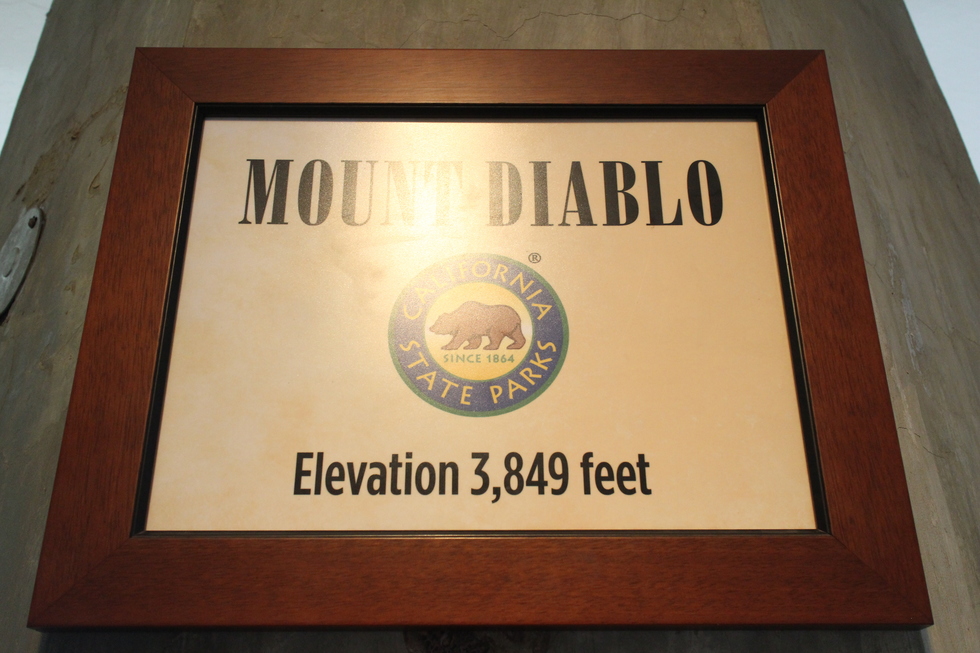 MOUNT DIABLO
®
CALIFORNIA
SINCE 1864
STATE PARKS
Elevation 3,849 feet